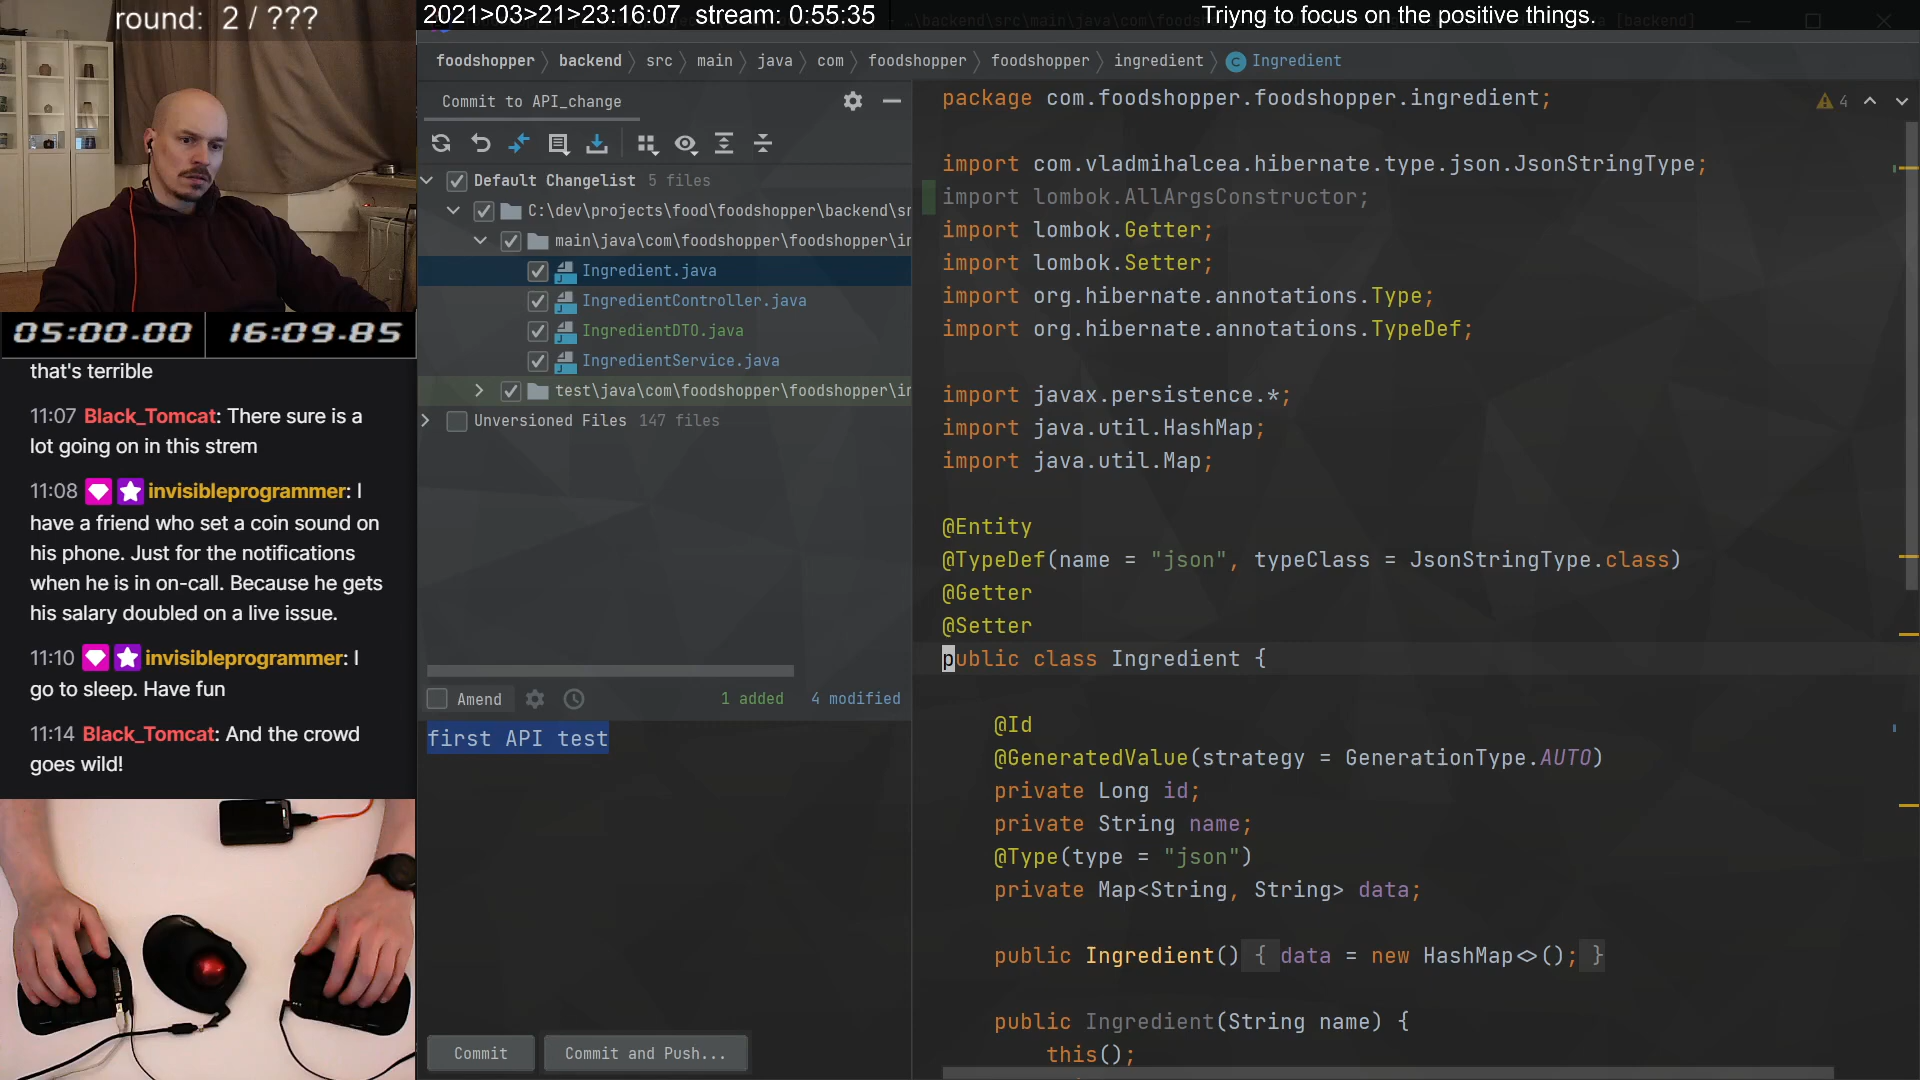 round: 2 / ???
2021>03>21>23:16:07 stream: 0:55:35
Triyng to focus on the positive things.
05:00.00 16:09.85
that's terrible
11:07 Black_Tomcat: There sure is a
lot going on in this strem
11:08 invisibleprogrammer: I
have a friend who set a coin sound on
his phone. Just for the notifications
when he is in on-call. Because he gets
his salary doubled on a live issue.
11:10 invisibleprogrammer: I
go to sleep. Have fun
11:14 Black_Tomcat: And the crowd
goes wild!
foodshopper backend src main java com foodshopper foodshopper ingredient C Ingredient
Commit to API_change
Default Changelist 5 files
C:\dev\projects\food\foodshopper\backend\sr
main\java\com\foodshopper\foodshopper\in
Ingredient.java
IngredientController.java
IngredientDTO.java
IngredientService.java
test\java\com\foodshopper\foodshopper\in
Unversioned Files 147 files
Amend 1 added 4 modified
first API test
Commit Commit and Push...
4
package com.foodshopper.foodshopper.ingredient;
import com.vladmihalcea.hibernate.type.json.JsonStringType;
import lombok.AllArgsConstructor;
import lombok.Getter;
import lombok.Setter;
import org.hibernate.annotations.Type;
import org.hibernate.annotations.TypeDef;
import javax.persistence.*;
import java.util.HashMap;
import java.util.Map;
@Entity
@TypeDef(name = "json", typeClass = JsonStringType.class)
@Getter
@Setter
public class Ingredient {
@Id
@GeneratedValue(strategy = GenerationType.AUTO)
private Long id;
private String name;
@Type(type = "json")
private Map<String, String> data;
public Ingredient() { data = new HashMap<>(); }
public Ingredient(String name) {
this();